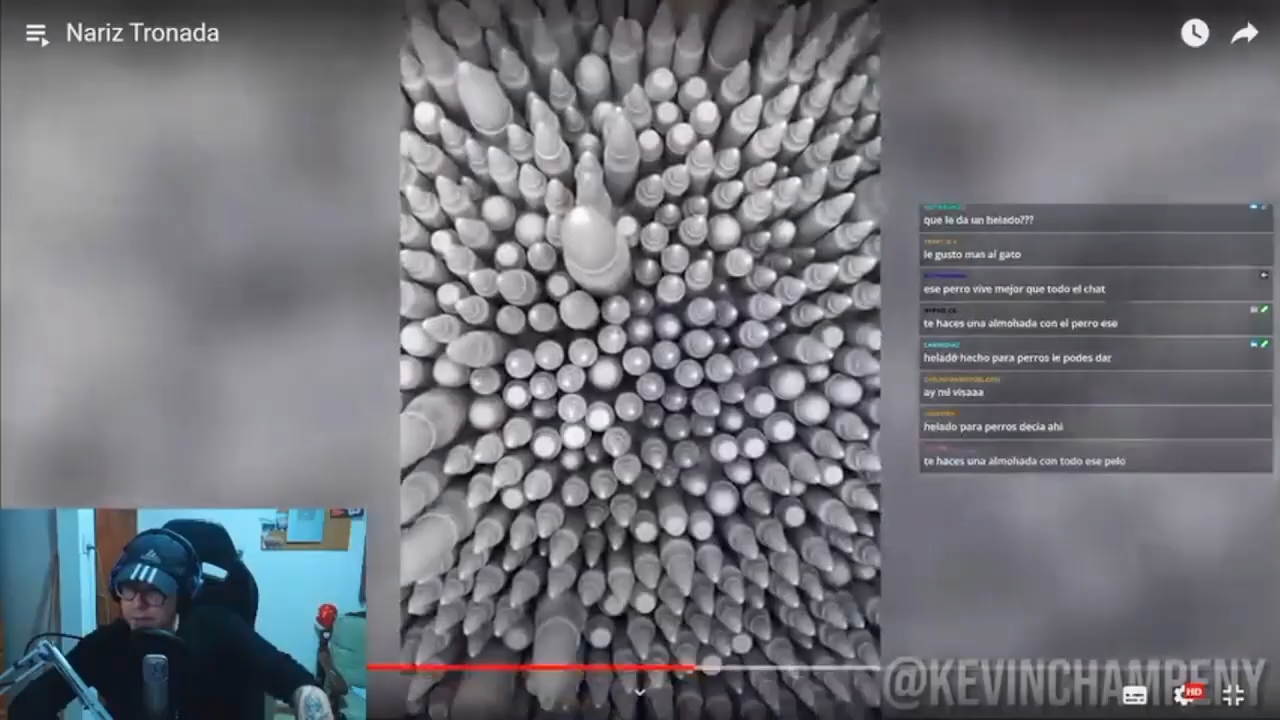 Nariz Tronada
que le da un helado???
le gusto mas al gato
ese perro vive mejor que todo el chat
te haces una almohada con el perro ese
helado hecho para perros le podes dar
ay mi visaaa
helado para perros decia ahi
te haces una almohada con todo ese pelo
@KEVINCHAMPENY
HD